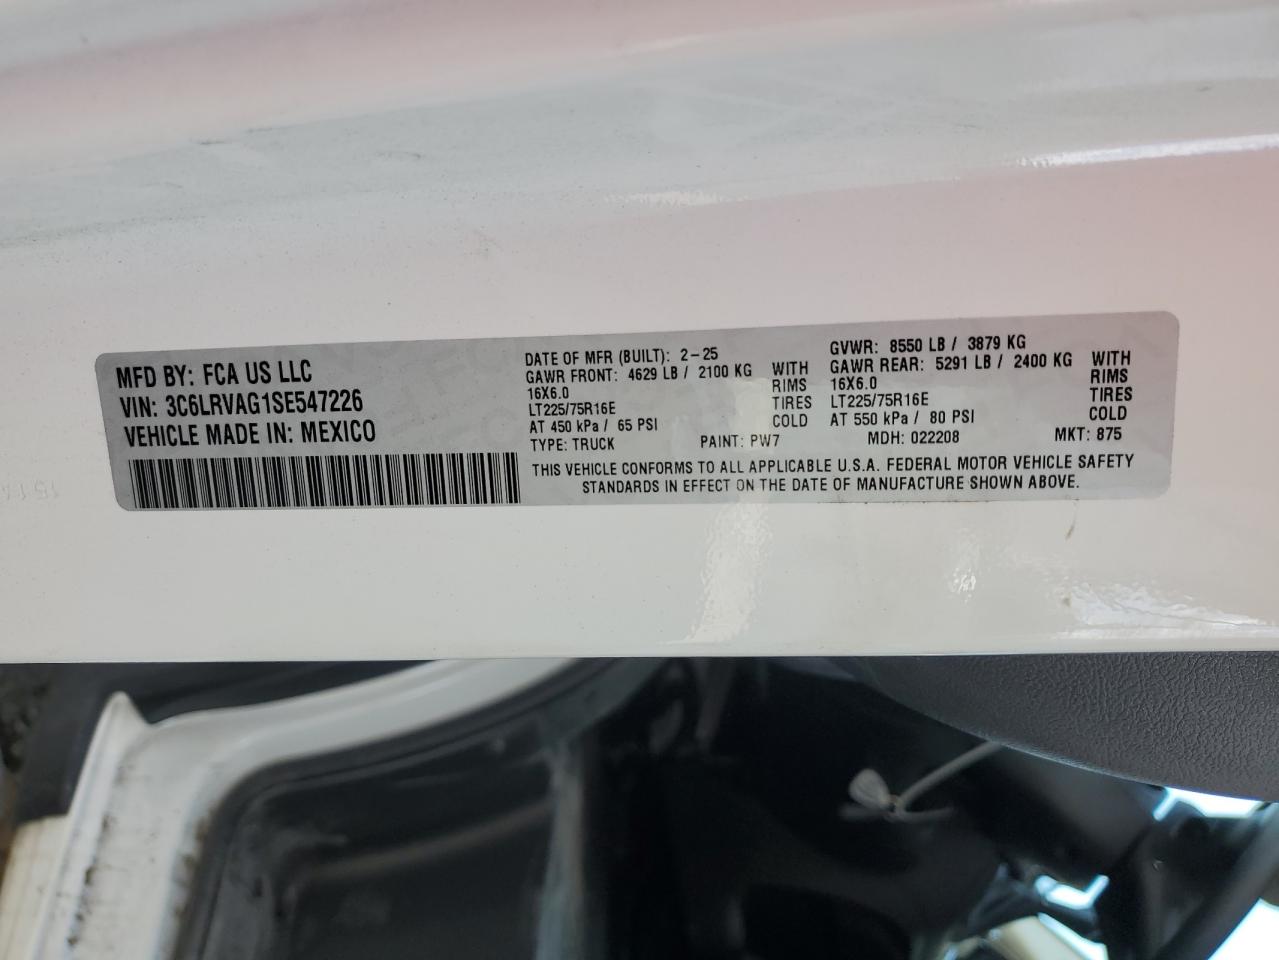 MFD BY: FCA US LLC
VIN: 3C6LRVAG1SE547226
VEHICLE MADE IN: MEXICO
DATE OF MFR (BUILT): 2-25
GAWR FRONT: 4629 LB / 2100 KG WITH
16X6.0 RIMS
LT225/75R16E TIRES
AT 450 kPa / 65 PSI COLD
TYPE: TRUCK PAINT: PW7
GVWR: 8550 LB / 3879 KG
GAWR REAR: 5291 LB / 2400 KG WITH
16X6.0 RIMS
LT225/75R16E TIRES
AT 550 kPa / 80 PSI COLD
MDH: 022208 MKT: 875
THIS VEHICLE CONFORMS TO ALL APPLICABLE U.S.A. FEDERAL MOTOR VEHICLE SAFETY
STANDARDS IN EFFECT ON THE DATE OF MANUFACTURE SHOWN ABOVE.